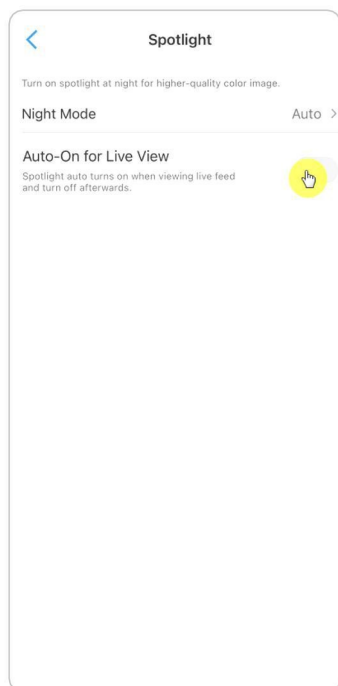 Spotlight
Turn on spotlight at night for higher-quality color image.
Night Mode
Auto
Auto-On for Live View
Spotlight auto turns on when viewing live feed
and turn off afterwards.